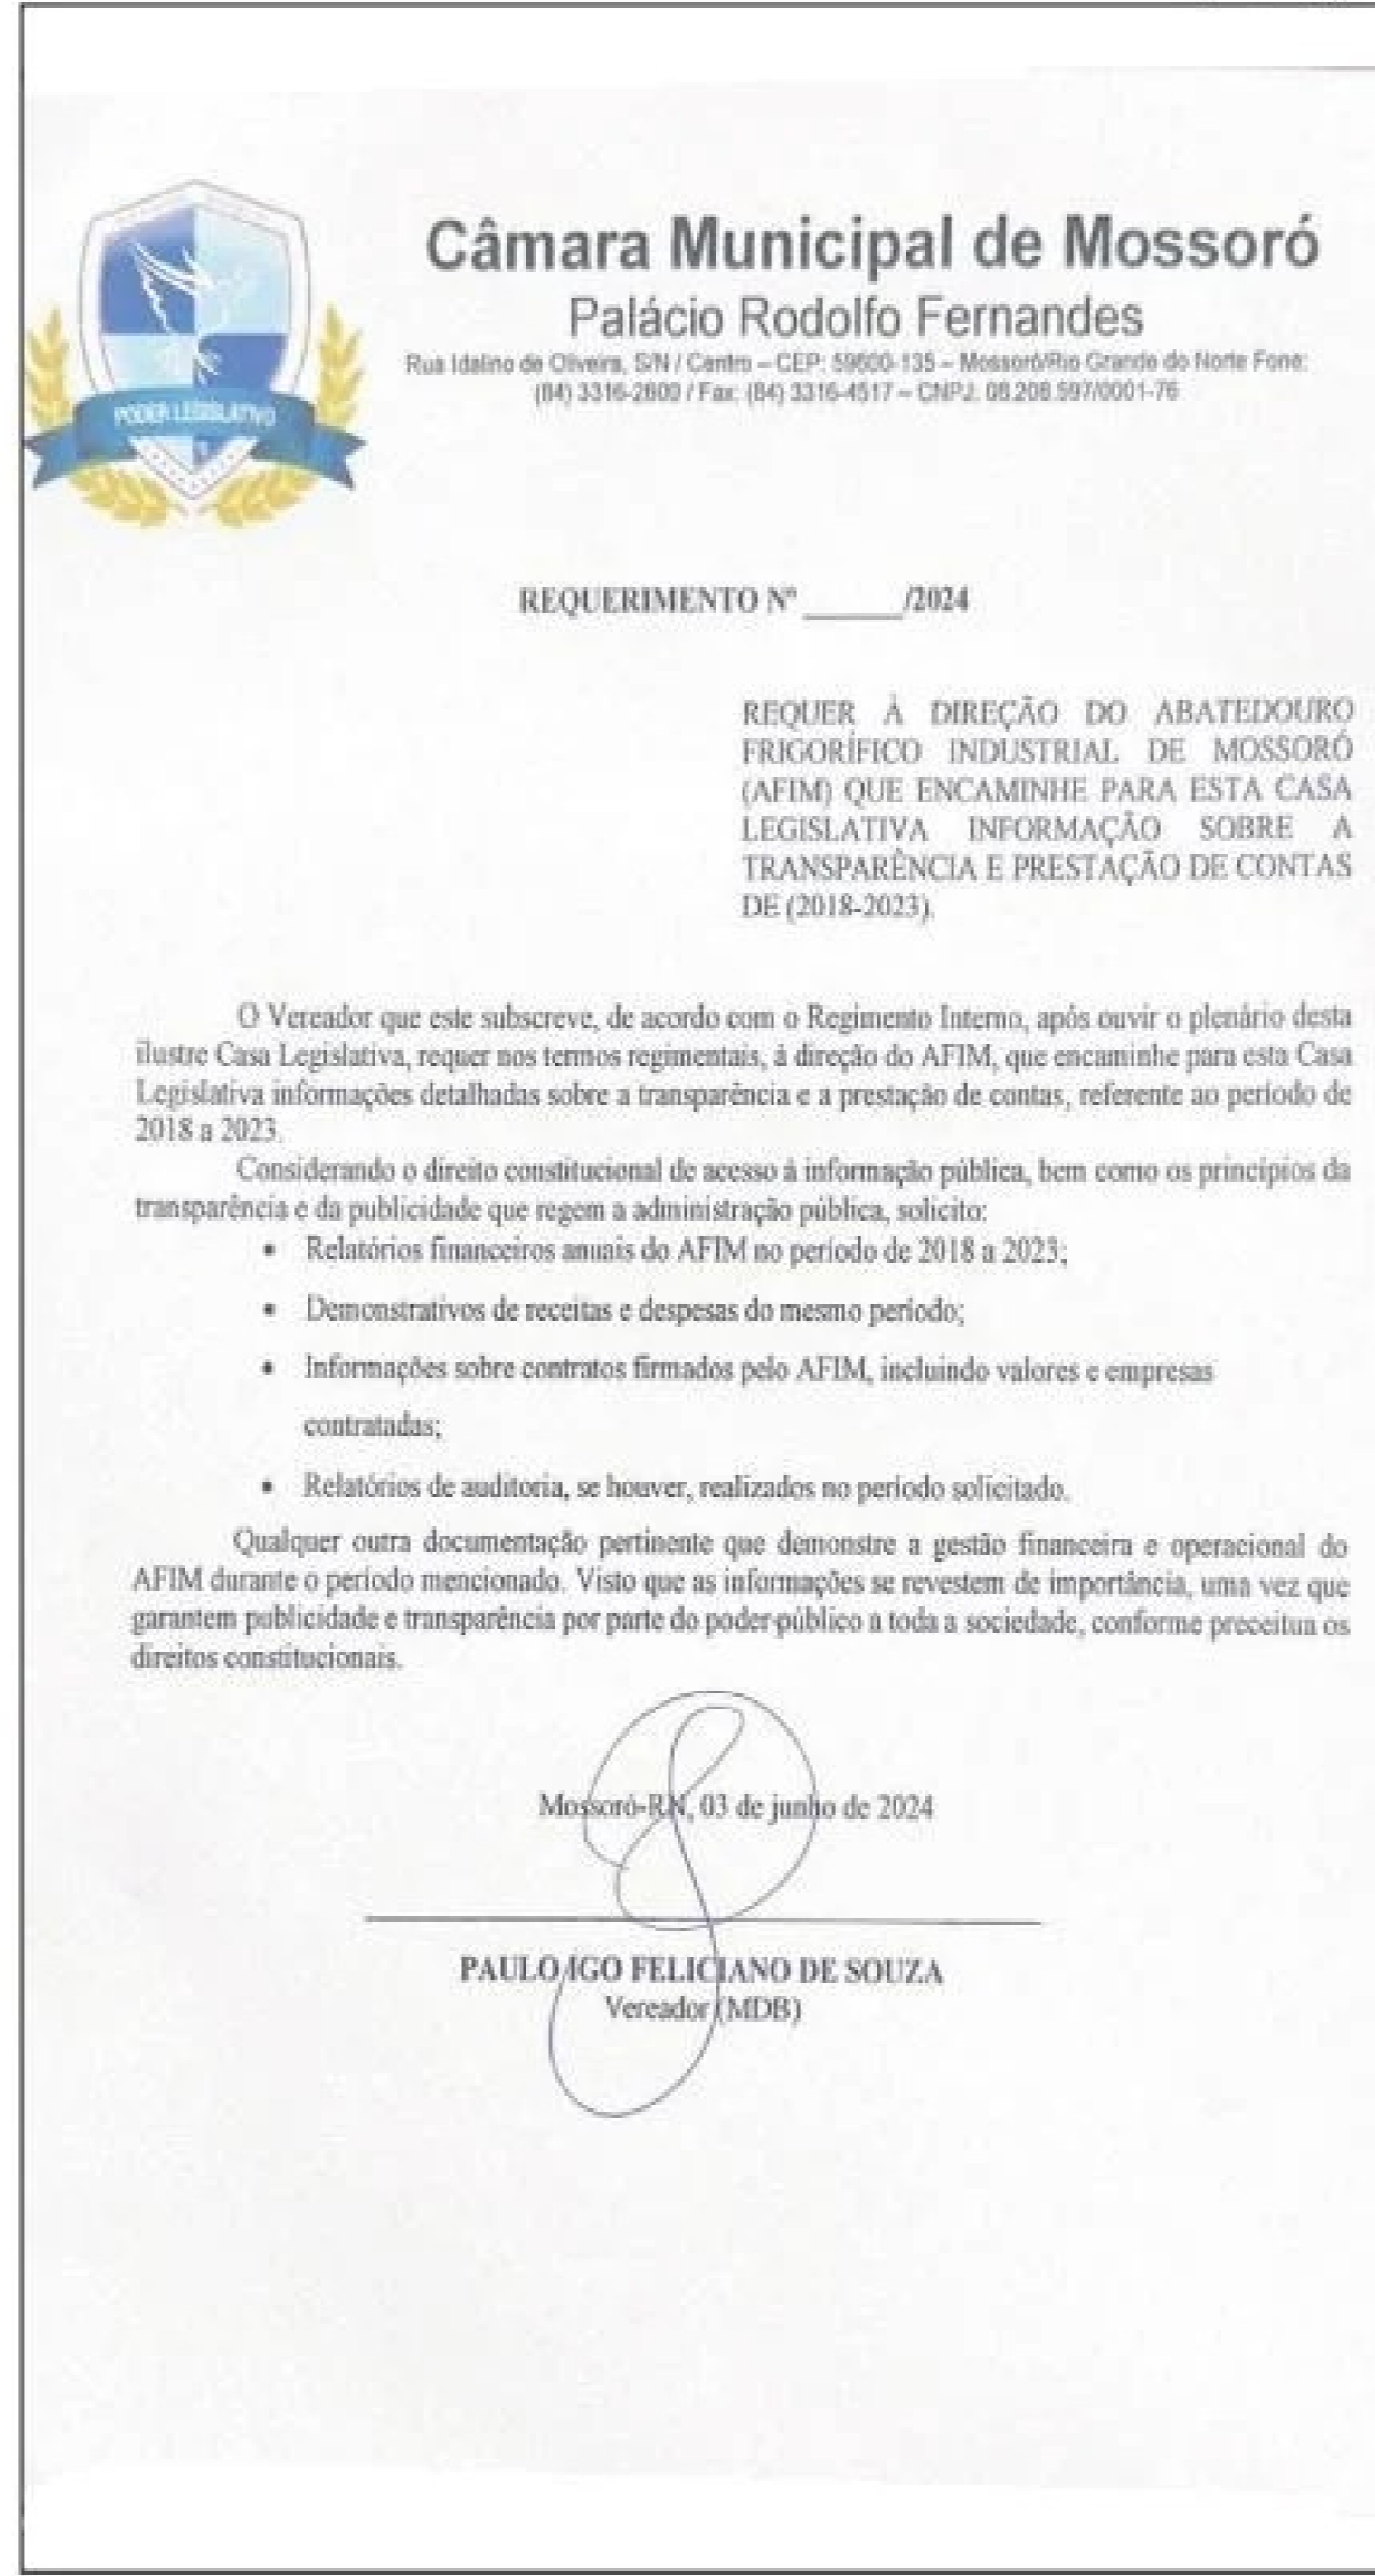 PODER LEGISLATIVO
Câmara Municipal de Mossoró
Palácio Rodolfo Fernandes
Rua Idalino de Oliveira, S/N / Centro – CEP: 59600-135 – Mossoró/Rio Grande do Norte Fone:
(84) 3316-2600 / Fax: (84) 3316-4517 – CNPJ: 08.208.597/0001-76
REQUERIMENTO Nº ______/2024
REQUER À DIREÇÃO DO ABATEDOURO
FRIGORÍFICO INDUSTRIAL DE MOSSORÓ
(AFIM) QUE ENCAMINHE PARA ESTA CASA
LEGISLATIVA INFORMAÇÃO SOBRE A
TRANSPARÊNCIA E PRESTAÇÃO DE CONTAS
DE (2018-2023).
O Vereador que este subscreve, de acordo com o Regimento Interno, após ouvir o plenário desta
ilustre Casa Legislativa, requer nos termos regimentais, à direção do AFIM, que encaminhe para esta Casa
Legislativa informações detalhadas sobre a transparência e a prestação de contas, referente ao período de
2018 a 2023.
Considerando o direito constitucional de acesso à informação pública, bem como os princípios da
transparência e da publicidade que regem a administração pública, solicito:
• Relatórios financeiros anuais do AFIM no período de 2018 a 2023;
• Demonstrativos de receitas e despesas do mesmo período;
• Informações sobre contratos firmados pelo AFIM, incluindo valores e empresas
contratadas;
• Relatórios de auditoria, se houver, realizados no período solicitado.
Qualquer outra documentação pertinente que demonstre a gestão financeira e operacional do
AFIM durante o período mencionado. Visto que as informações se revestem de importância, uma vez que
garantem publicidade e transparência por parte do poder-público a toda a sociedade, conforme preceitua os
direitos constitucionais.
Mossoró-RN, 03 de junho de 2024
PAULO IGO FELICIANO DE SOUZA
Vereador (MDB)